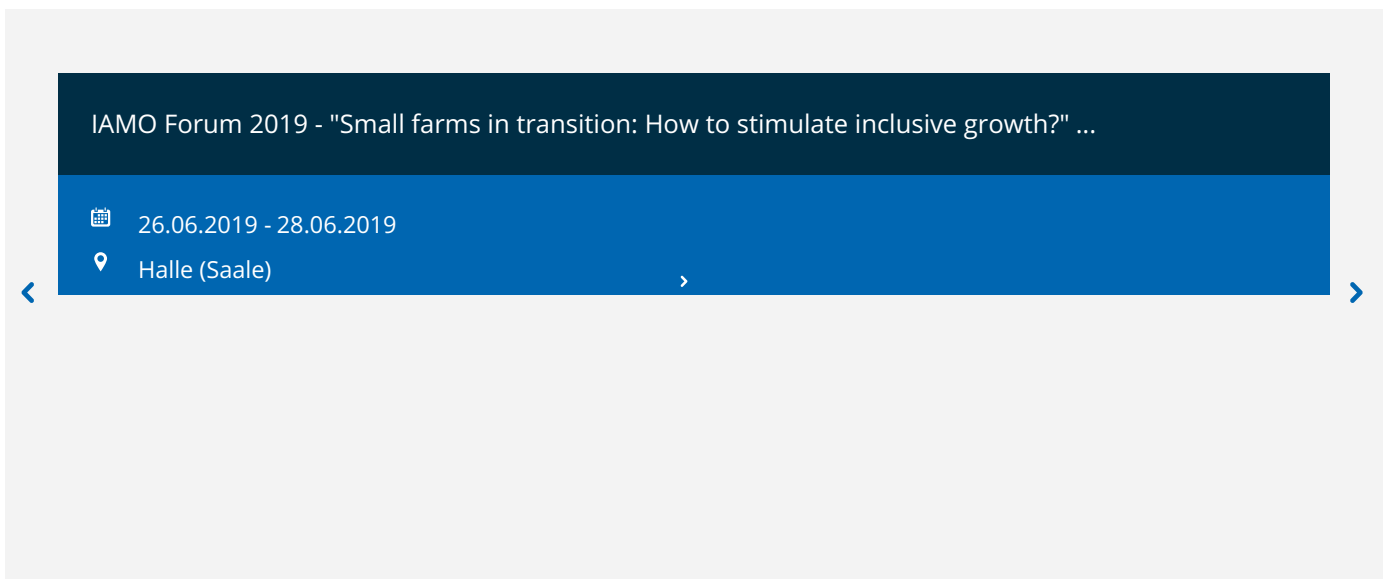 IAMO Forum 2019 - "Small farms in transition: How to stimulate inclusive growth?" ...
26.06.2019 - 28.06.2019
Halle (Saale)